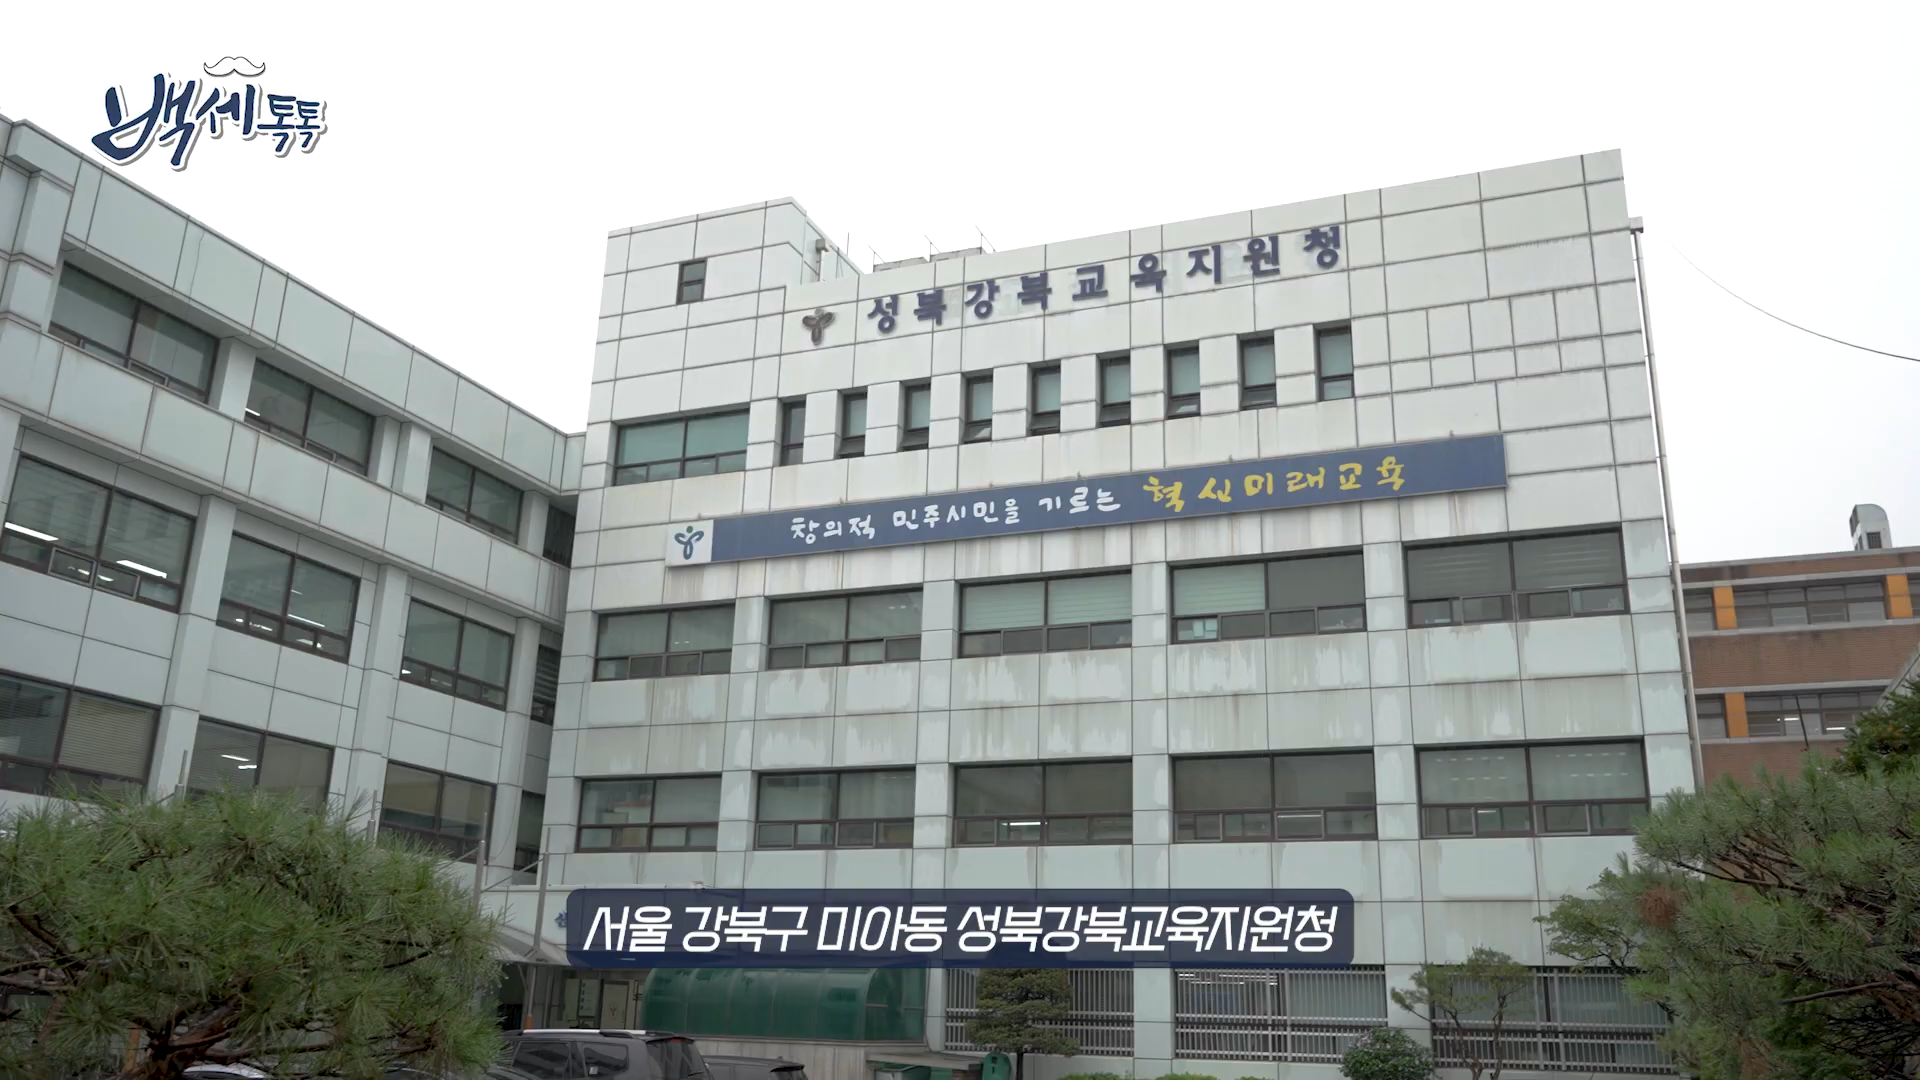 백세톡톡
성북강북교육지원청
창의적 민주시민을 기르는 혁신미래교육
서울 강북구 미아동 성북강북교육지원청